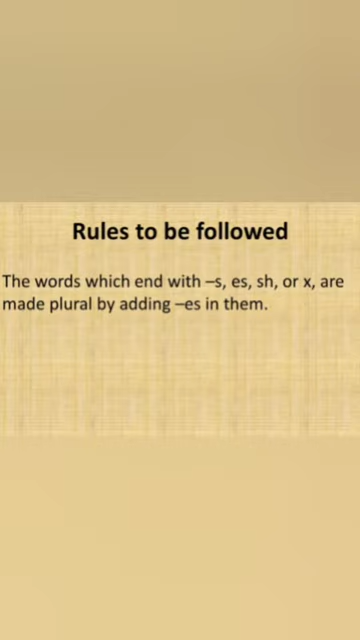 Rules to be followed
The words which end with –s, es, sh, or x, are
made plural by adding –es in them.